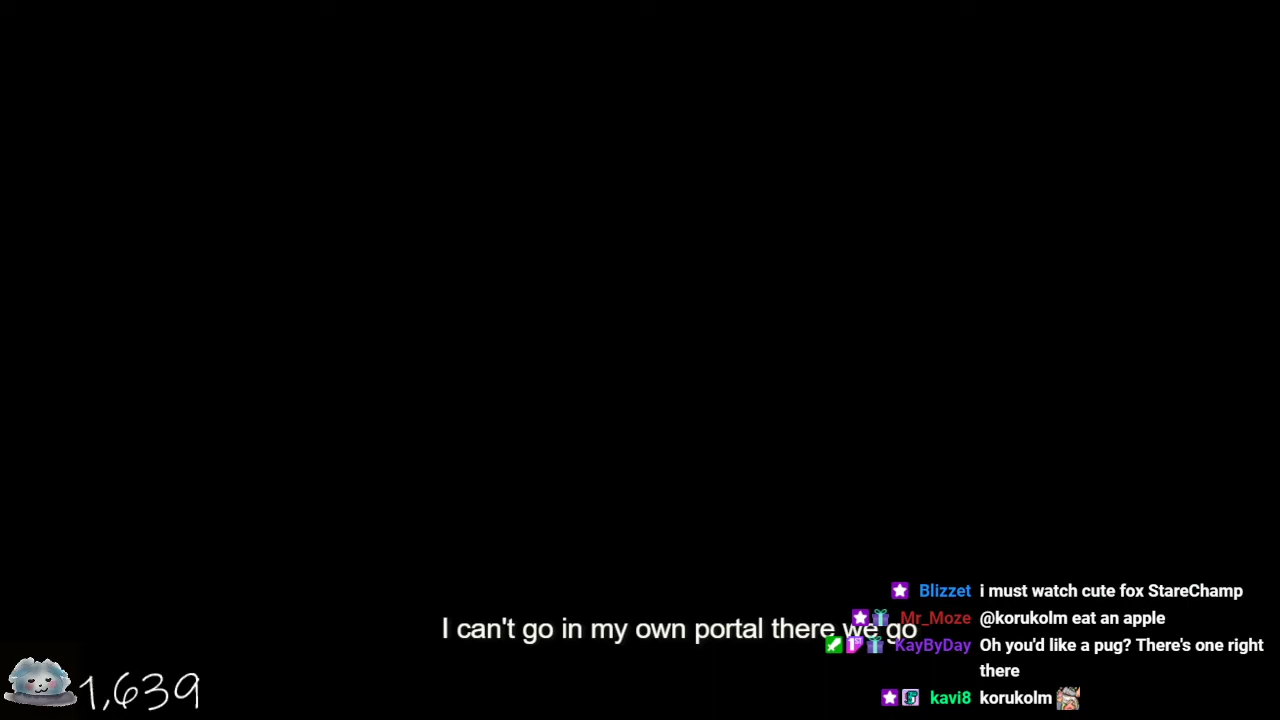 Blizzet i must watch cute fox StareChamp
I can't go in my own portal there we go
Mr_Moze @korukolm eat an apple
KayByDay Oh you'd like a pug? There's one right
there
kavi8 korukolm
1,639